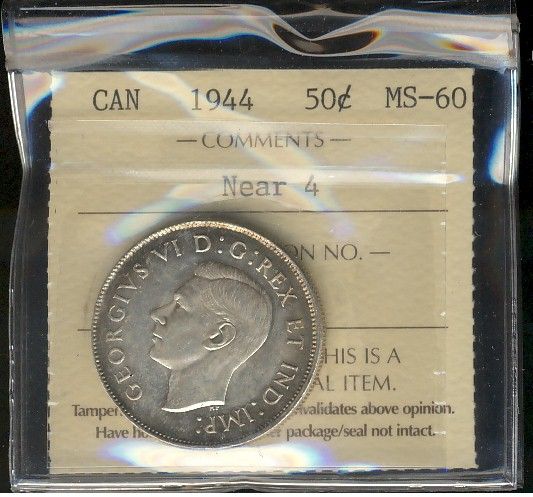 CAN 1944 50¢ MS-60
— COMMENTS —
Near 4
ON NO. —
GEORGIVS VI D:G:REX ET IND:IMP:
HIS IS A
AL ITEM.
Tamper validates above opinion.
Have package/seal not intact.